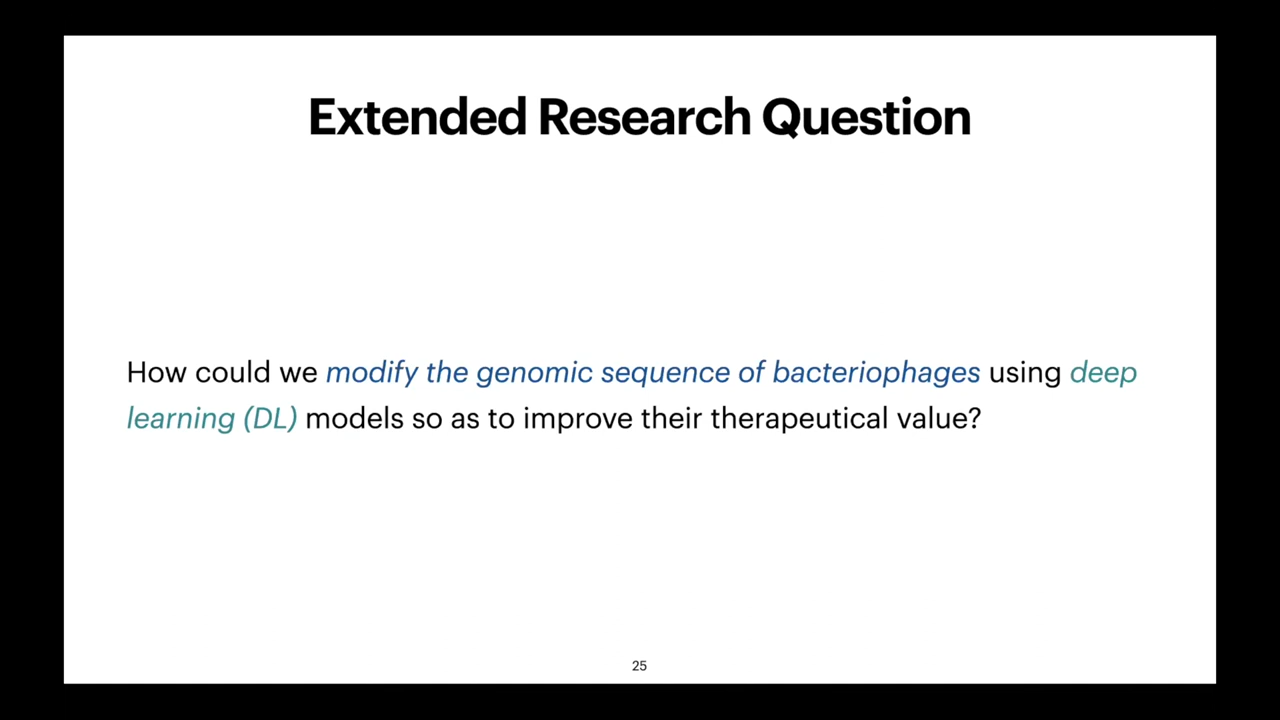 Extended Research Question
How could we modify the genomic sequence of bacteriophages using deep
learning (DL) models so as to improve their therapeutical value?
25